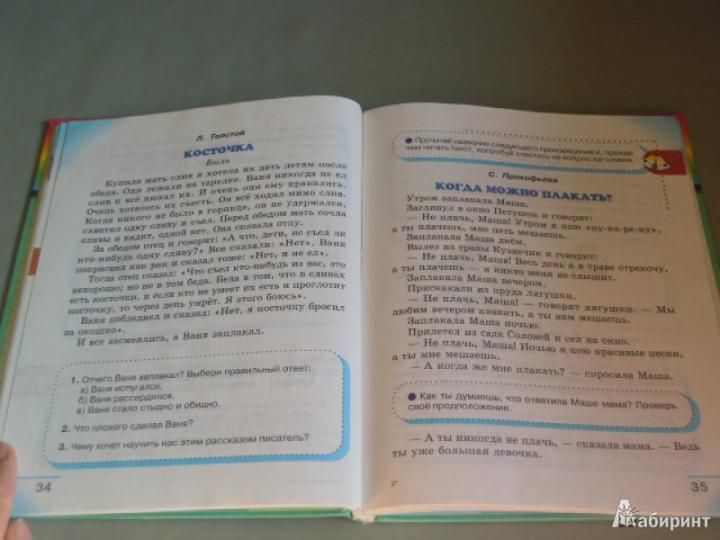 Л. Толстой
КОСТОЧКА
Быль
Купила мать слив и хотела их дать детям после
обеда. Они лежали на тарелке. Ваня никогда не ел
слив и всё нюхал их. И очень они ему нравились.
Очень хотелось их съесть. Он всё ходил мимо слив.
Когда никого не было в горнице, он не удержался,
схватил одну сливу и съел. Перед обедом мать сочла
сливы и видит, одной нет. Она сказала отцу.
За обедом отец и говорит: «А что, дети, не съел ли
кто-нибудь одну сливу?». Все сказали: «Нет». Ваня
покраснел как рак и сказал тоже: «Нет, я не ел».
Тогда отец сказал: «Что съел кто-нибудь из вас, это
нехорошо; но не в том беда. Беда в том, что в сливах
есть косточки, и если кто не умеет их есть и проглотит
косточку, то через день умрёт. Я этого боюсь».
Ваня побледнел и сказал: «Нет, я косточку бросил
за окошко».
И все засмеялись, а Ваня заплакал.
1. Отчего Ваня заплакал? Выбери правильный ответ:
а) Ваня испугался,
б) Ваня рассердился,
в) Ване стало стыдно и обидно.
2. Что плохого сделал Ваня?
3. Чему хочет научить нас этим рассказом писатель?
34
Прочитай название следующего произведения и, прежде
чем читать текст, попробуй ответить на вопрос заголовка.
С. Прокофьева
КОГДА МОЖНО ПЛАКАТЬ?
Утром заплакала Маша.
Заглянул в окно Петушок и говорит:
— Не плачь, Маша! Утром я пою «ку-ка-ре-ку»,
а ты плачешь, мне петь мешаешь.
Заплакала Маша днём.
Вылез из травы Кузнечик и говорит:
— Не плачь, Маша! Весь день я в траве стрекочу,
а ты плачешь — и никто меня не слышит.
Заплакала Маша вечером.
Прискакали из пруда лягушки.
— Не плачь, Маша! — говорят лягушки. — Мы
любим вечером квакать, а ты нам мешаешь.
Заплакала Маша ночью.
Прилетел из сада Соловей и сел на окно.
— Не плачь, Маша! Ночью я пою красивые песни,
а ты мне мешаешь.
— А когда же мне плакать? — спросила Маша.
Как ты думаешь, что ответила Маше мама? Проверь
своё предположение.
— А ты никогда не плачь, — сказала мама. — Ведь
ты уже большая девочка.
2*
35
Лабиринт